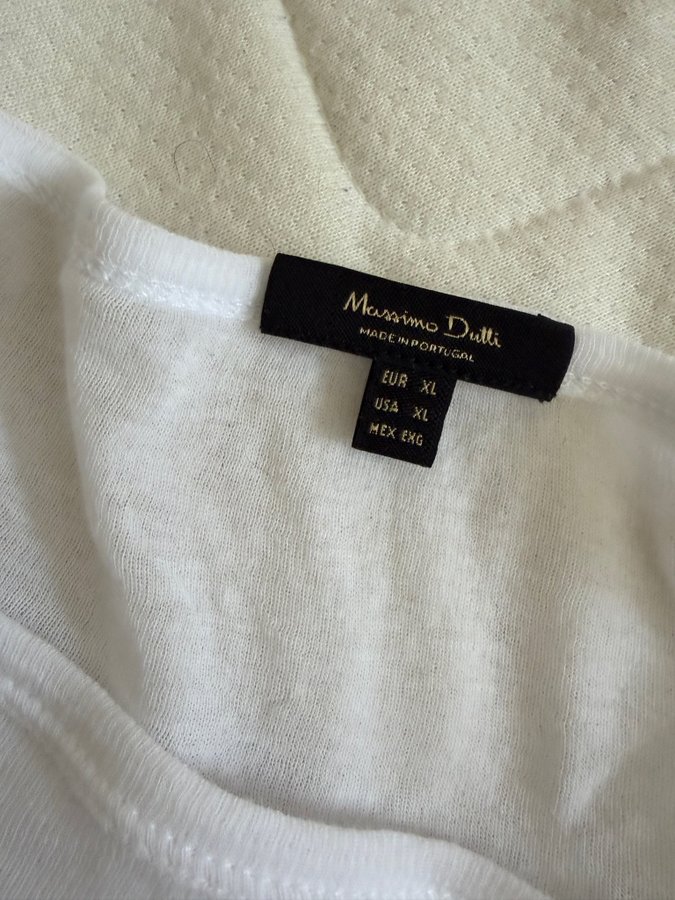 Massimo Dutti
MADE IN PORTUGAL
EUR XL
USA XL
MEX EXG